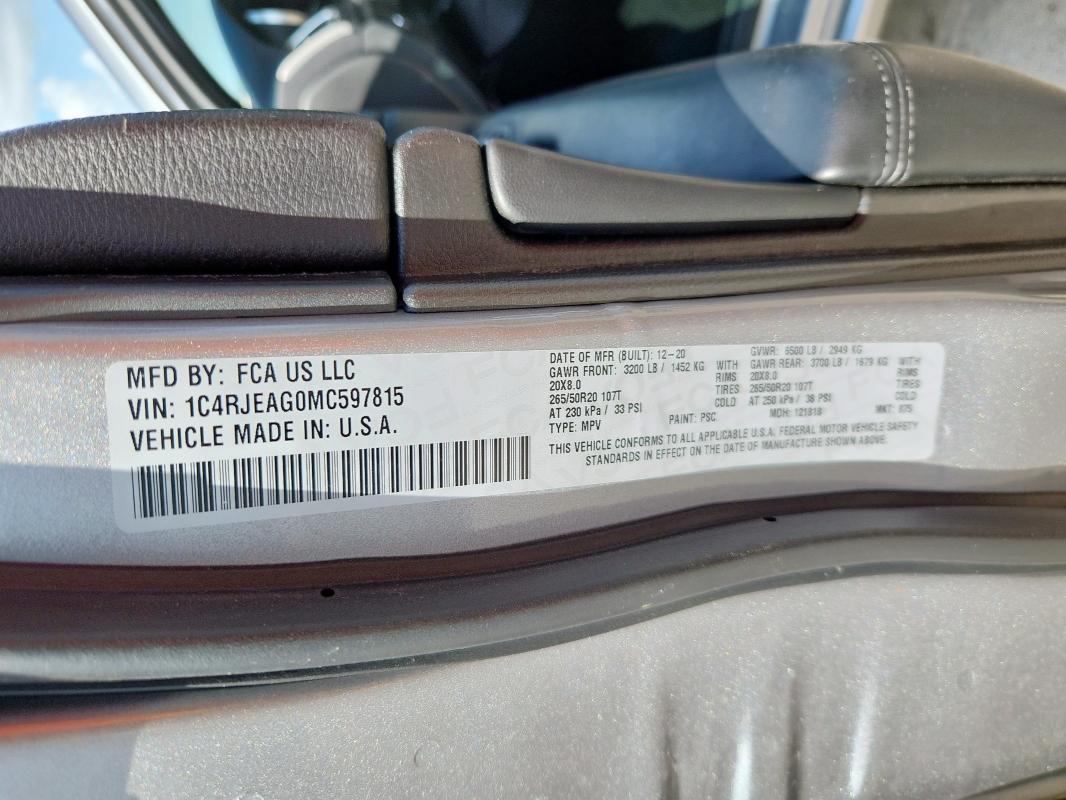 MFD BY: FCA US LLC
VIN: 1C4RJEAG0MC597815
VEHICLE MADE IN: U.S.A.
DATE OF MFR (BUILT): 12-20 GVWR: 6500 LB / 2949 KG
GAWR FRONT: 3200 LB / 1452 KG WITH GAWR REAR: 3700 LB / 1679 KG WITH
20X8.0 RIMS 20X8.0 RIMS
265/50R20 107T TIRES 265/50R20 107T TIRES
AT 230 kPa / 33 PSI COLD AT 250 kPa / 36 PSI COLD
TYPE: MPV PAINT: PSC MDH: 121818 MKT:
THIS VEHICLE CONFORMS TO ALL APPLICABLE U.S.A. FEDERAL MOTOR VEHICLE SAFETY
STANDARDS IN EFFECT ON THE DATE OF MANUFACTURE SHOWN ABOVE.